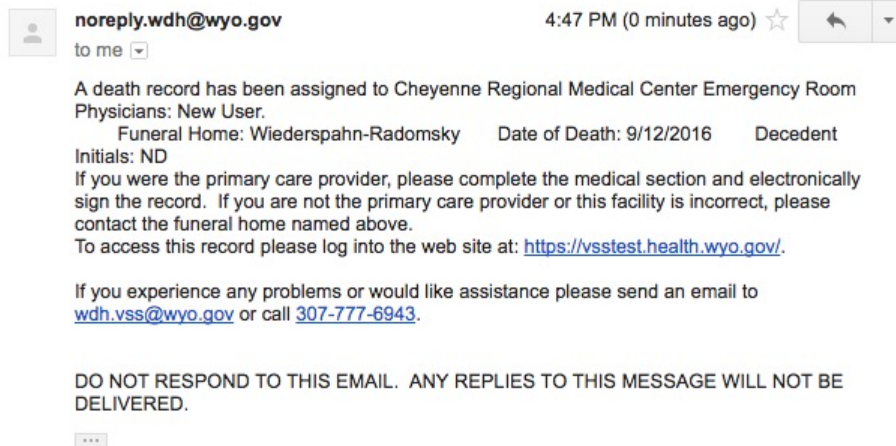 noreply.wdh@wyo.gov 4:47 PM (0 minutes ago)
to me
A death record has been assigned to Cheyenne Regional Medical Center Emergency Room
Physicians: New User.
Funeral Home: Wiederspahn-Radomsky Date of Death: 9/12/2016 Decedent
Initials: ND
If you were the primary care provider, please complete the medical section and electronically
sign the record. If you are not the primary care provider or this facility is incorrect, please
contact the funeral home named above.
To access this record please log into the web site at: https://vsstest.health.wyo.gov/.
If you experience any problems or would like assistance please send an email to
wdh.vss@wyo.gov or call 307-777-6943.
DO NOT RESPOND TO THIS EMAIL. ANY REPLIES TO THIS MESSAGE WILL NOT BE
DELIVERED.